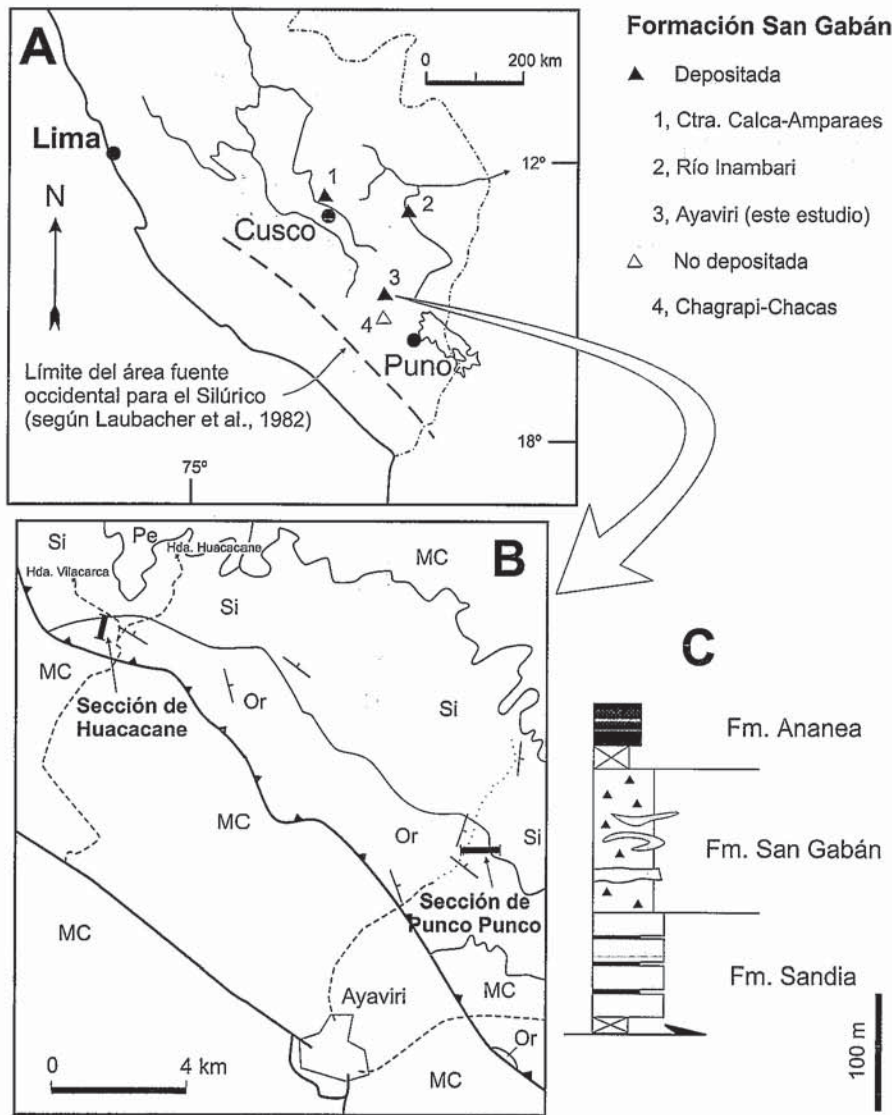 A
0 200 km
Lima
N
12º
1
2
Cusco
3
4
Puno
Límite del área fuente
occidental para el Silúrico
(según Laubacher et al., 1982)
18º
75º
Formación San Gabán
▲ Depositada
1, Ctra. Calca-Amparaes
2, Río Inambari
3, Ayaviri (este estudio)
△ No depositada
4, Chagrapi-Chacas
B
Si
Pe
Hda. Huacacane
MC
Hda. Vilacarca
Si
MC
Sección de
Huacacane
Or
Si
MC
Or
Si
Sección de
Punco Punco
MC
Ayaviri
MC
Or
MC
0 4 km
C
Fm. Ananea
Fm. San Gabán
Fm. Sandia
100 m